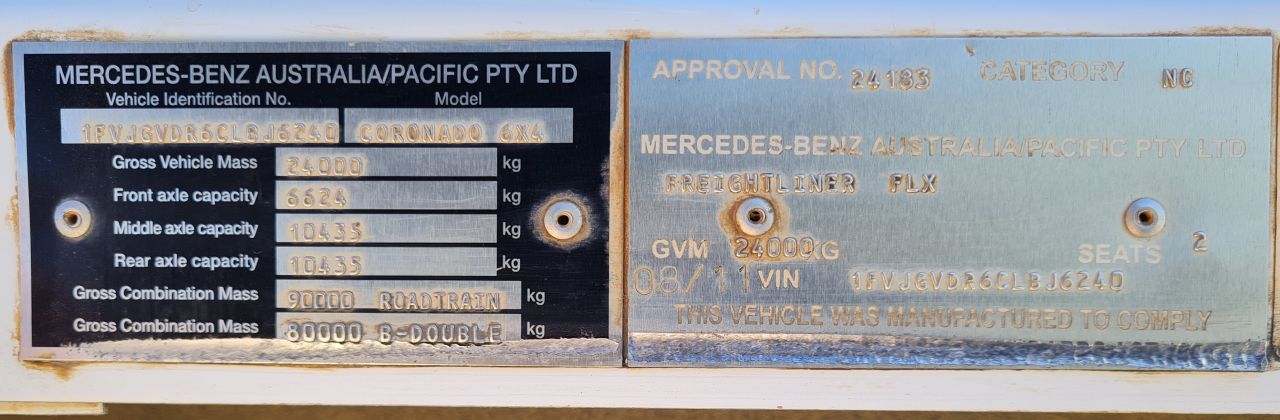 MERCEDES-BENZ AUSTRALIA/PACIFIC PTY LTD
Vehicle Identification No. Model
1FVJGVDR6CLBJ6240 CORONADO 6X4
Gross Vehicle Mass 24000 kg
Front axle capacity 6624 kg
Middle axle capacity 10435 kg
Rear axle capacity 10435 kg
Gross Combination Mass 90000 ROADTRAIN kg
Gross Combination Mass 80000 B-DOUBLE kg
APPROVAL NO. 24183 CATEGORY NC
MERCEDES-BENZ AUSTRALIA/PACIFIC PTY LTD
FREIGHTLINER FLX
GVM 24000KG SEATS 2
08/11 VIN 1FVJGVDR6CLBJ6240
THIS VEHICLE WAS MANUFACTURED TO COMPLY